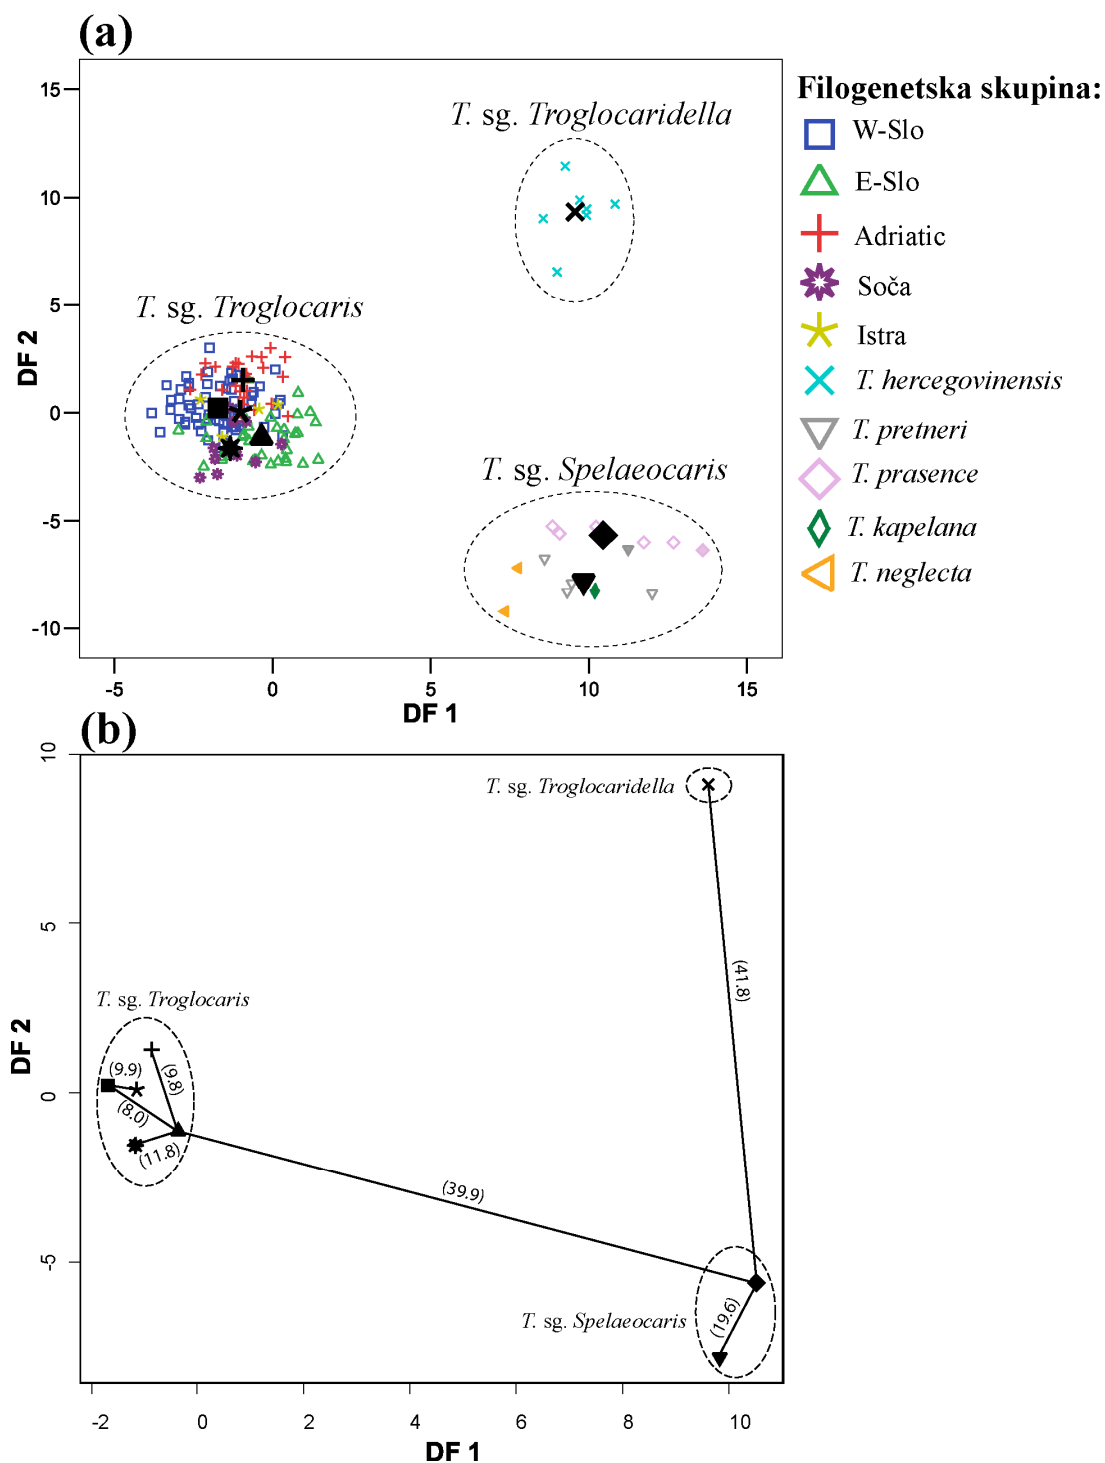 (a)
15
10
5
0
-5
-10
DF 2
-5
0
5
10
15
DF 1
T. sg. Troglocaridella
T. sg. Troglocaris
T. sg. Spelaeocaris
Filogenetska skupina:
W-Slo
E-Slo
Adriatic
Soča
Istra
T. hercegovinensis
T. pretneri
T. prasence
T. kapelana
T. neglecta
(b)
10
5
0
-5
DF 2
T. sg. Troglocaridella
(41.8)
T. sg. Troglocaris
(9.9)
(9.8)
(8.0)
(11.8)
(39.9)
T. sg. Spelaeocaris
(19.6)
-2
0
2
4
6
8
10
DF 1